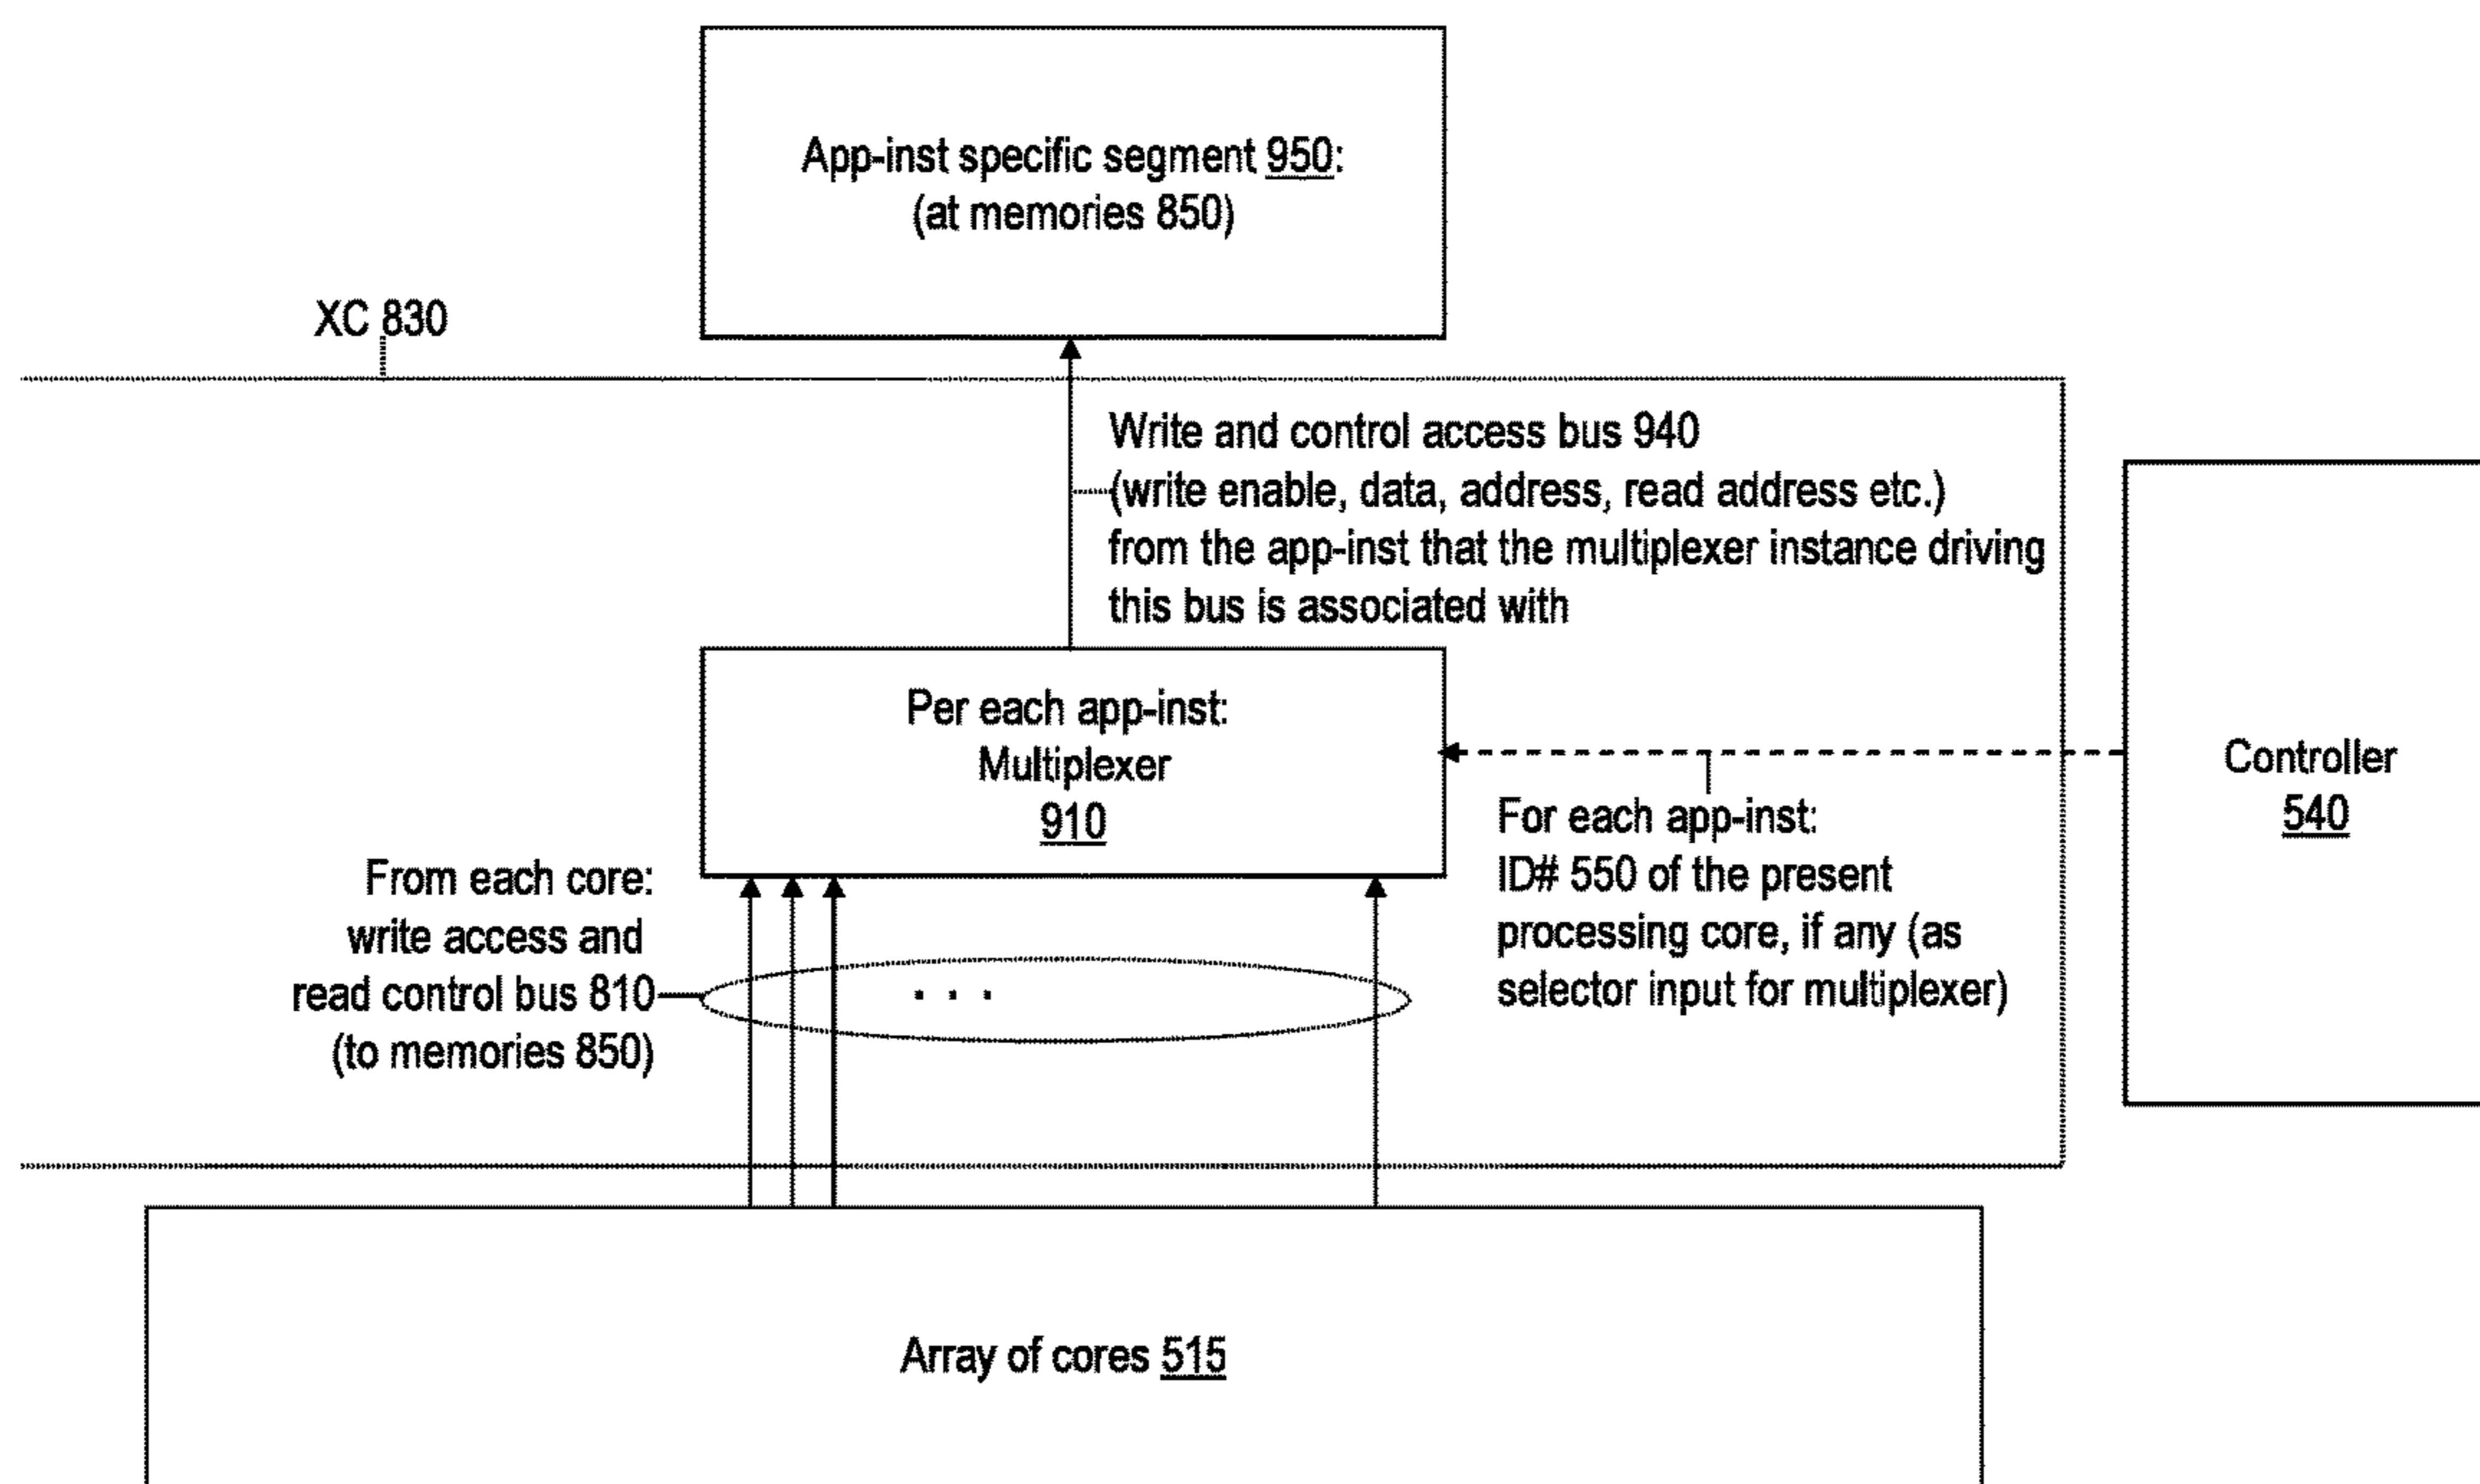 App-inst specific segment 950:
(at memories 850)
XC 830
Write and control access bus 940
(write enable, data, address, read address etc.)
from the app-inst that the multiplexer instance driving
this bus is associated with
Per each app-inst:
Multiplexer
910
Controller
540
For each app-inst:
ID# 550 of the present
processing core, if any (as
selector input for multiplexer)
From each core:
write access and
read control bus 810
(to memories 850)
. . .
Array of cores 515